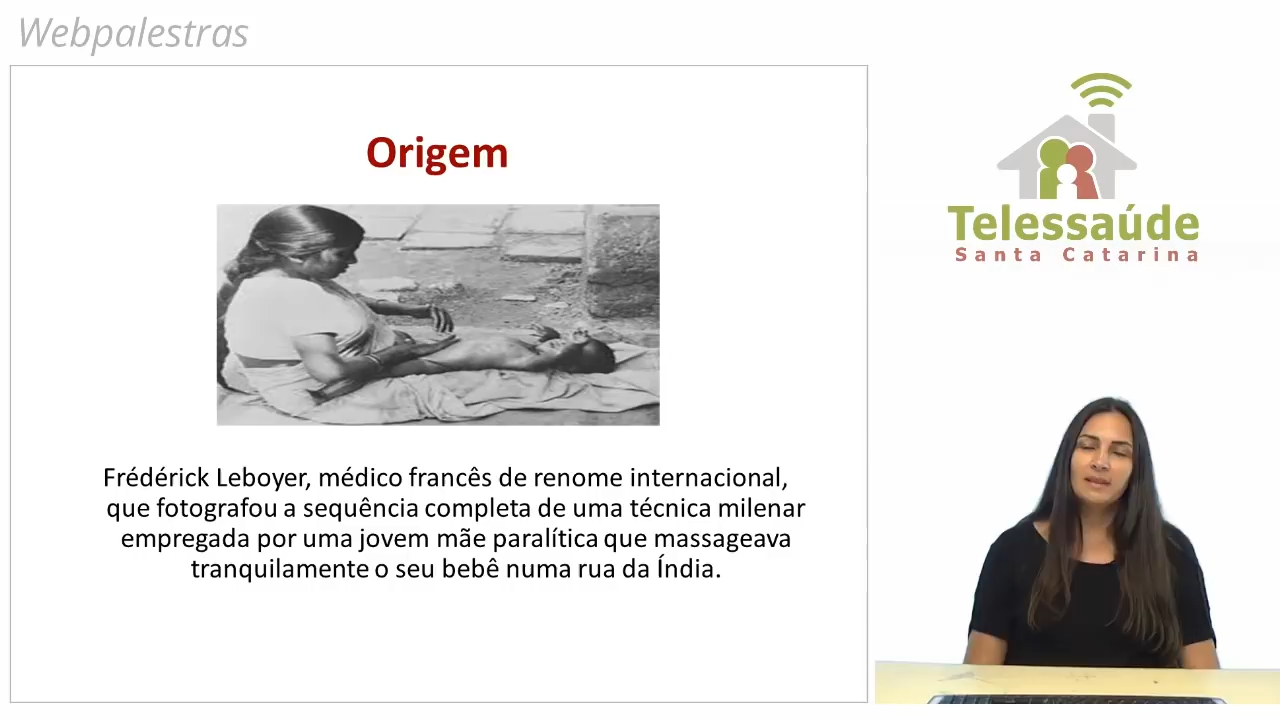 Webpalestras
Origem
Frédérick Leboyer, médico francês de renome internacional,
que fotografou a sequência completa de uma técnica milenar
empregada por uma jovem mãe paralítica que massageava
tranquilamente o seu bebê numa rua da Índia.
Telessaúde
Santa Catarina